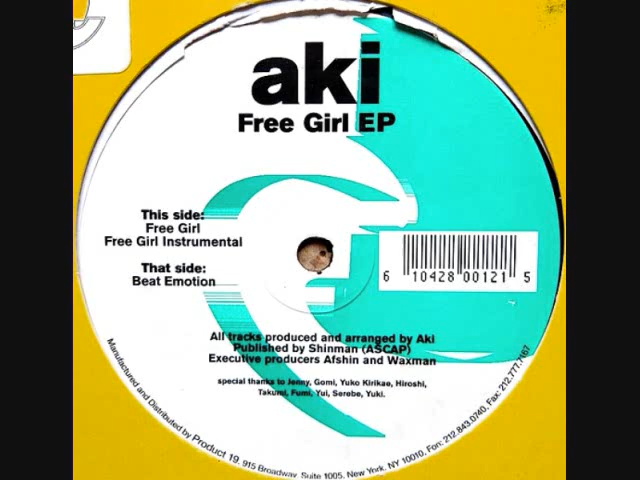 aki
Free Girl EP
This side:
Free Girl
Free Girl Instrumental
That side:
Beat Emotion
6 10428 00121 5
All tracks produced and arranged by Aki
Published by Shinman (ASCAP)
Executive producers Afshin and Waxman
special thanks to Jenny, Gomi, Yuko Kirikae, Hiroshi,
Takumi, Fumi, Yui, Serebe, Yuki.
Manufactured and Distributed by Product 19. 915 Broadway, Suite 1005, New York, NY 10010, Fon: 212.843.0740, Fax: 212.777.7167